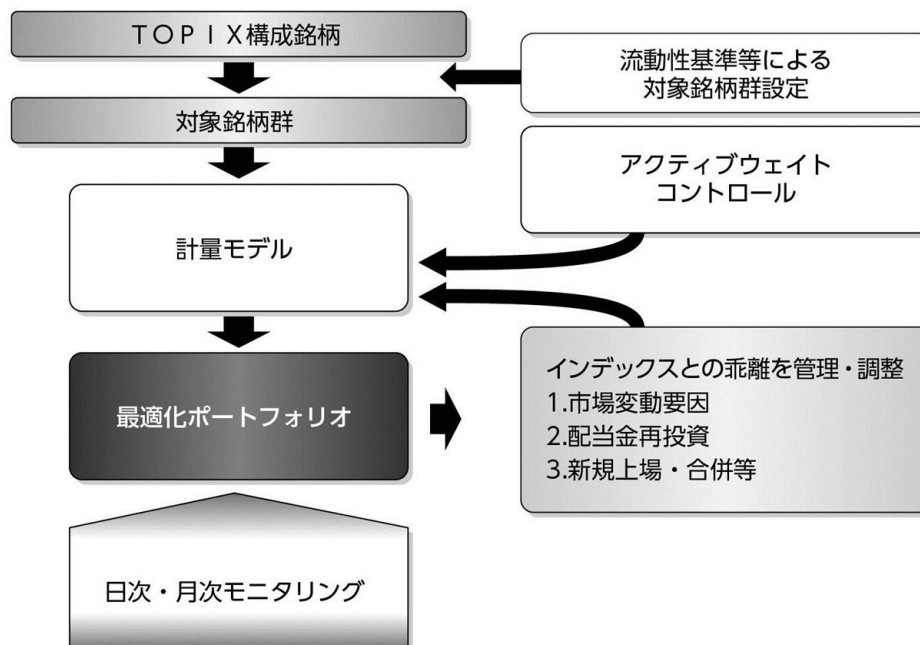 TOPIX構成銘柄
流動性基準等による
対象銘柄群設定
対象銘柄群
アクティブウェイト
コントロール
計量モデル
最適化ポートフォリオ
インデックスとの乖離を管理・調整
1.市場変動要因
2.配当金再投資
3.新規上場・合併等
日次・月次モニタリング